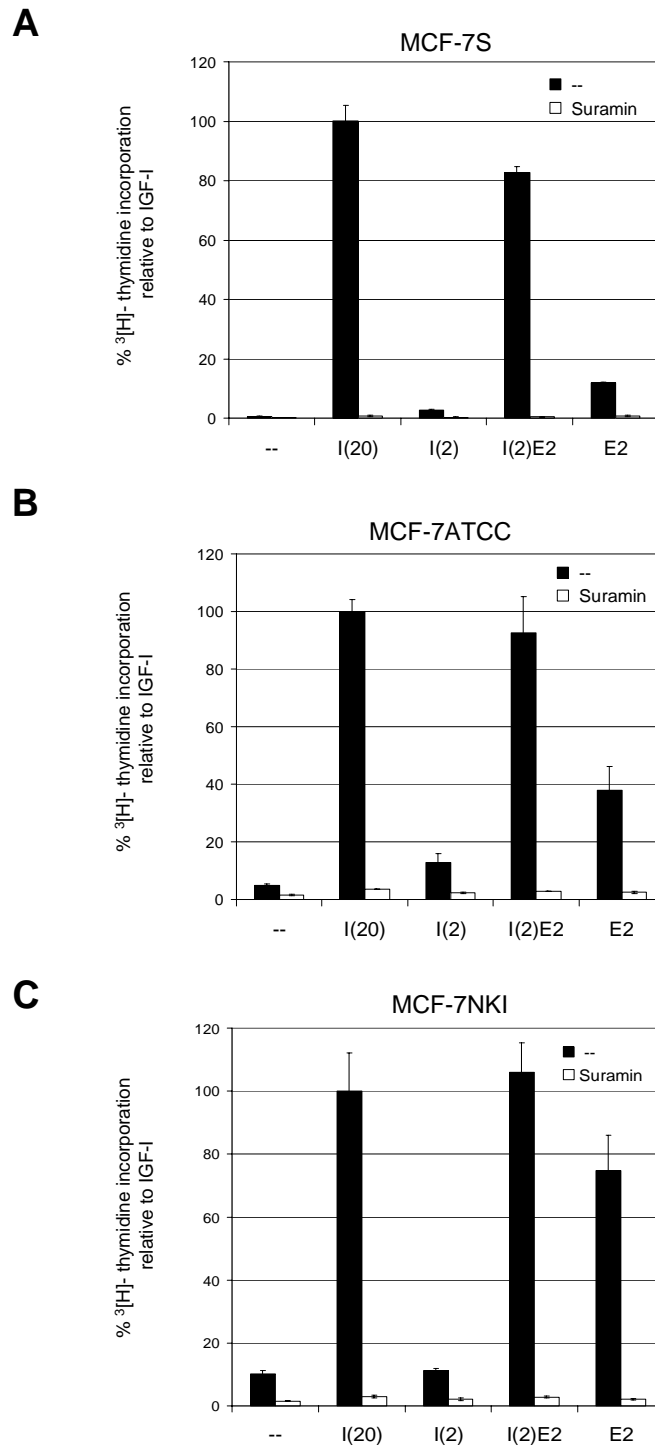 A
MCF-7S
% ³[H]- thymidine incorporation
relative to IGF-I
120
100
80
60
40
20
0
--
Suramin
-- I(20) I(2) I(2)E2 E2
B
MCF-7ATCC
% ³[H]- thymidine incorporation
relative to IGF-I
120
100
80
60
40
20
0
--
Suramin
-- I(20) I(2) I(2)E2 E2
C
MCF-7NKI
% ³[H]- thymidine incorporation
relative to IGF-I
120
100
80
60
40
20
0
--
Suramin
-- I(20) I(2) I(2)E2 E2